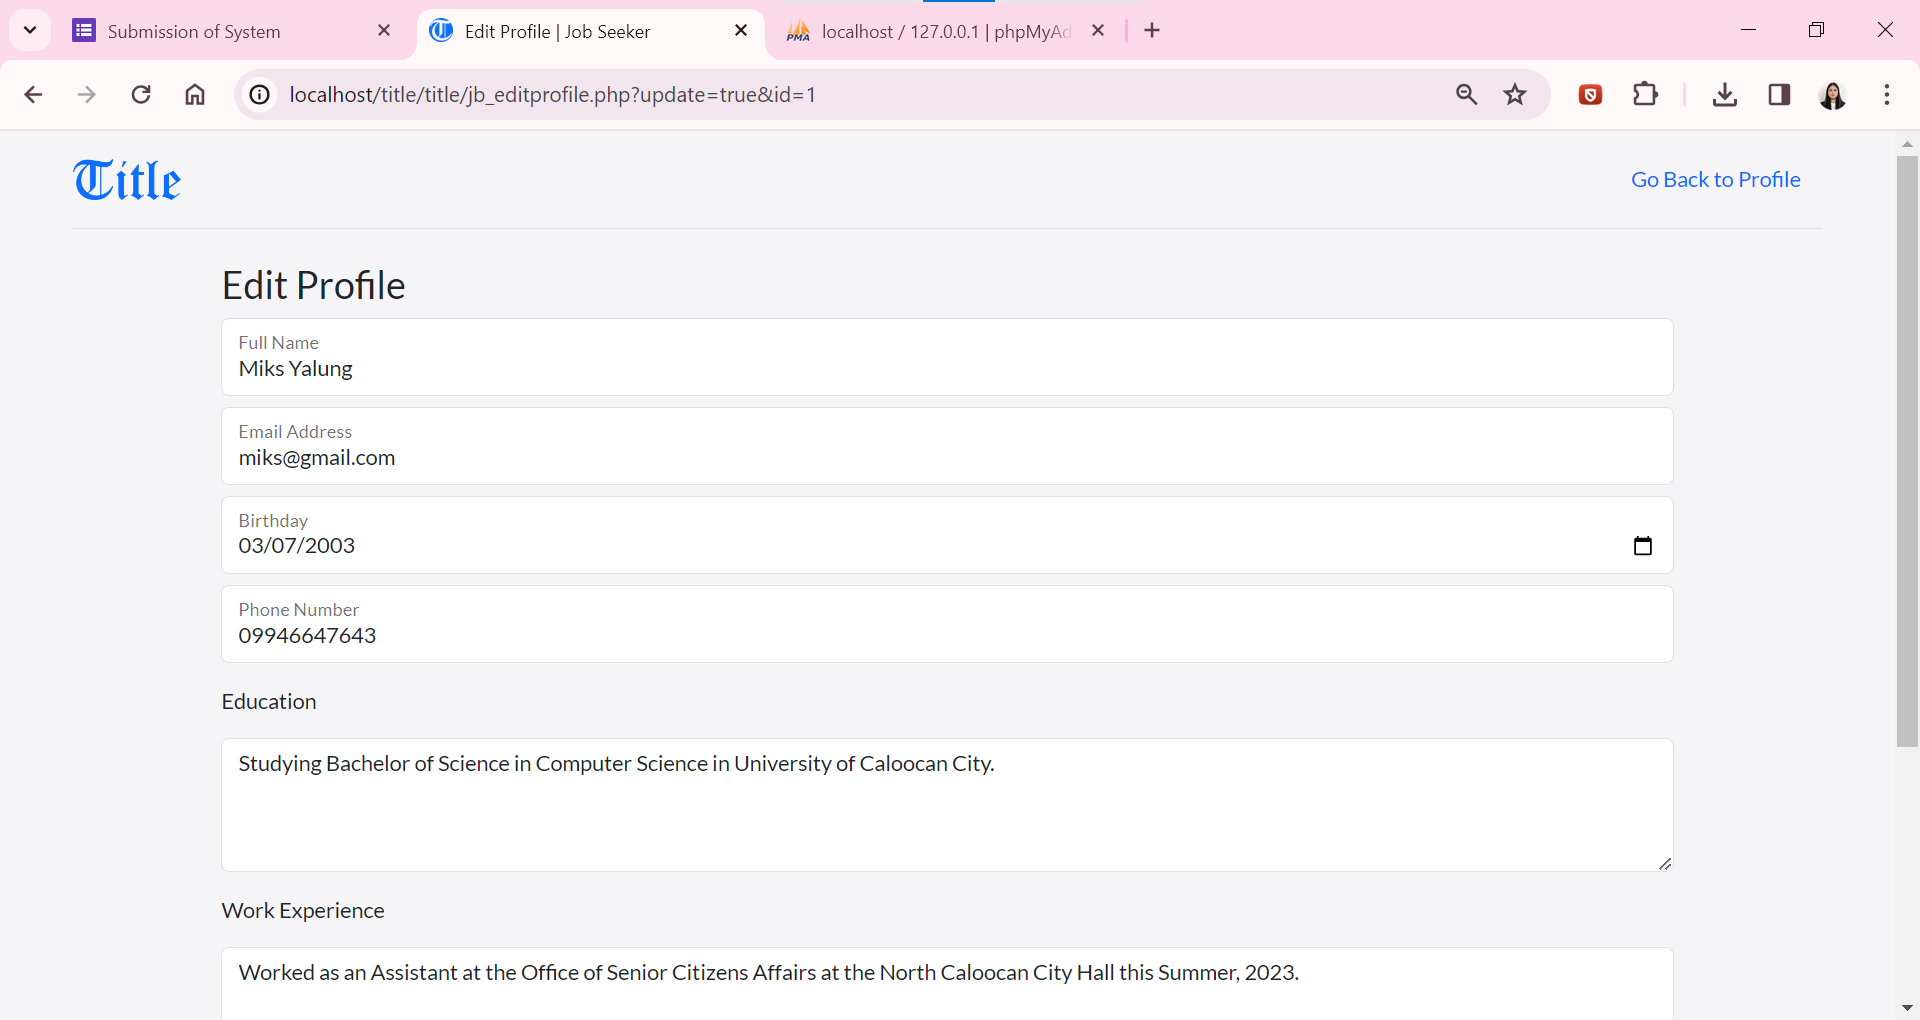 Submission of System
Edit Profile | Job Seeker
PMA
localhost / 127.0.0.1 | phpMyAd
localhost/title/title/jb_editprofile.php?update=true&id=1
Title
Go Back to Profile
Edit Profile
Full Name
Miks Yalung
Email Address
miks@gmail.com
Birthday
03/07/2003
Phone Number
09946647643
Education
Studying Bachelor of Science in Computer Science in University of Caloocan City.
Work Experience
Worked as an Assistant at the Office of Senior Citizens Affairs at the North Caloocan City Hall this Summer, 2023.